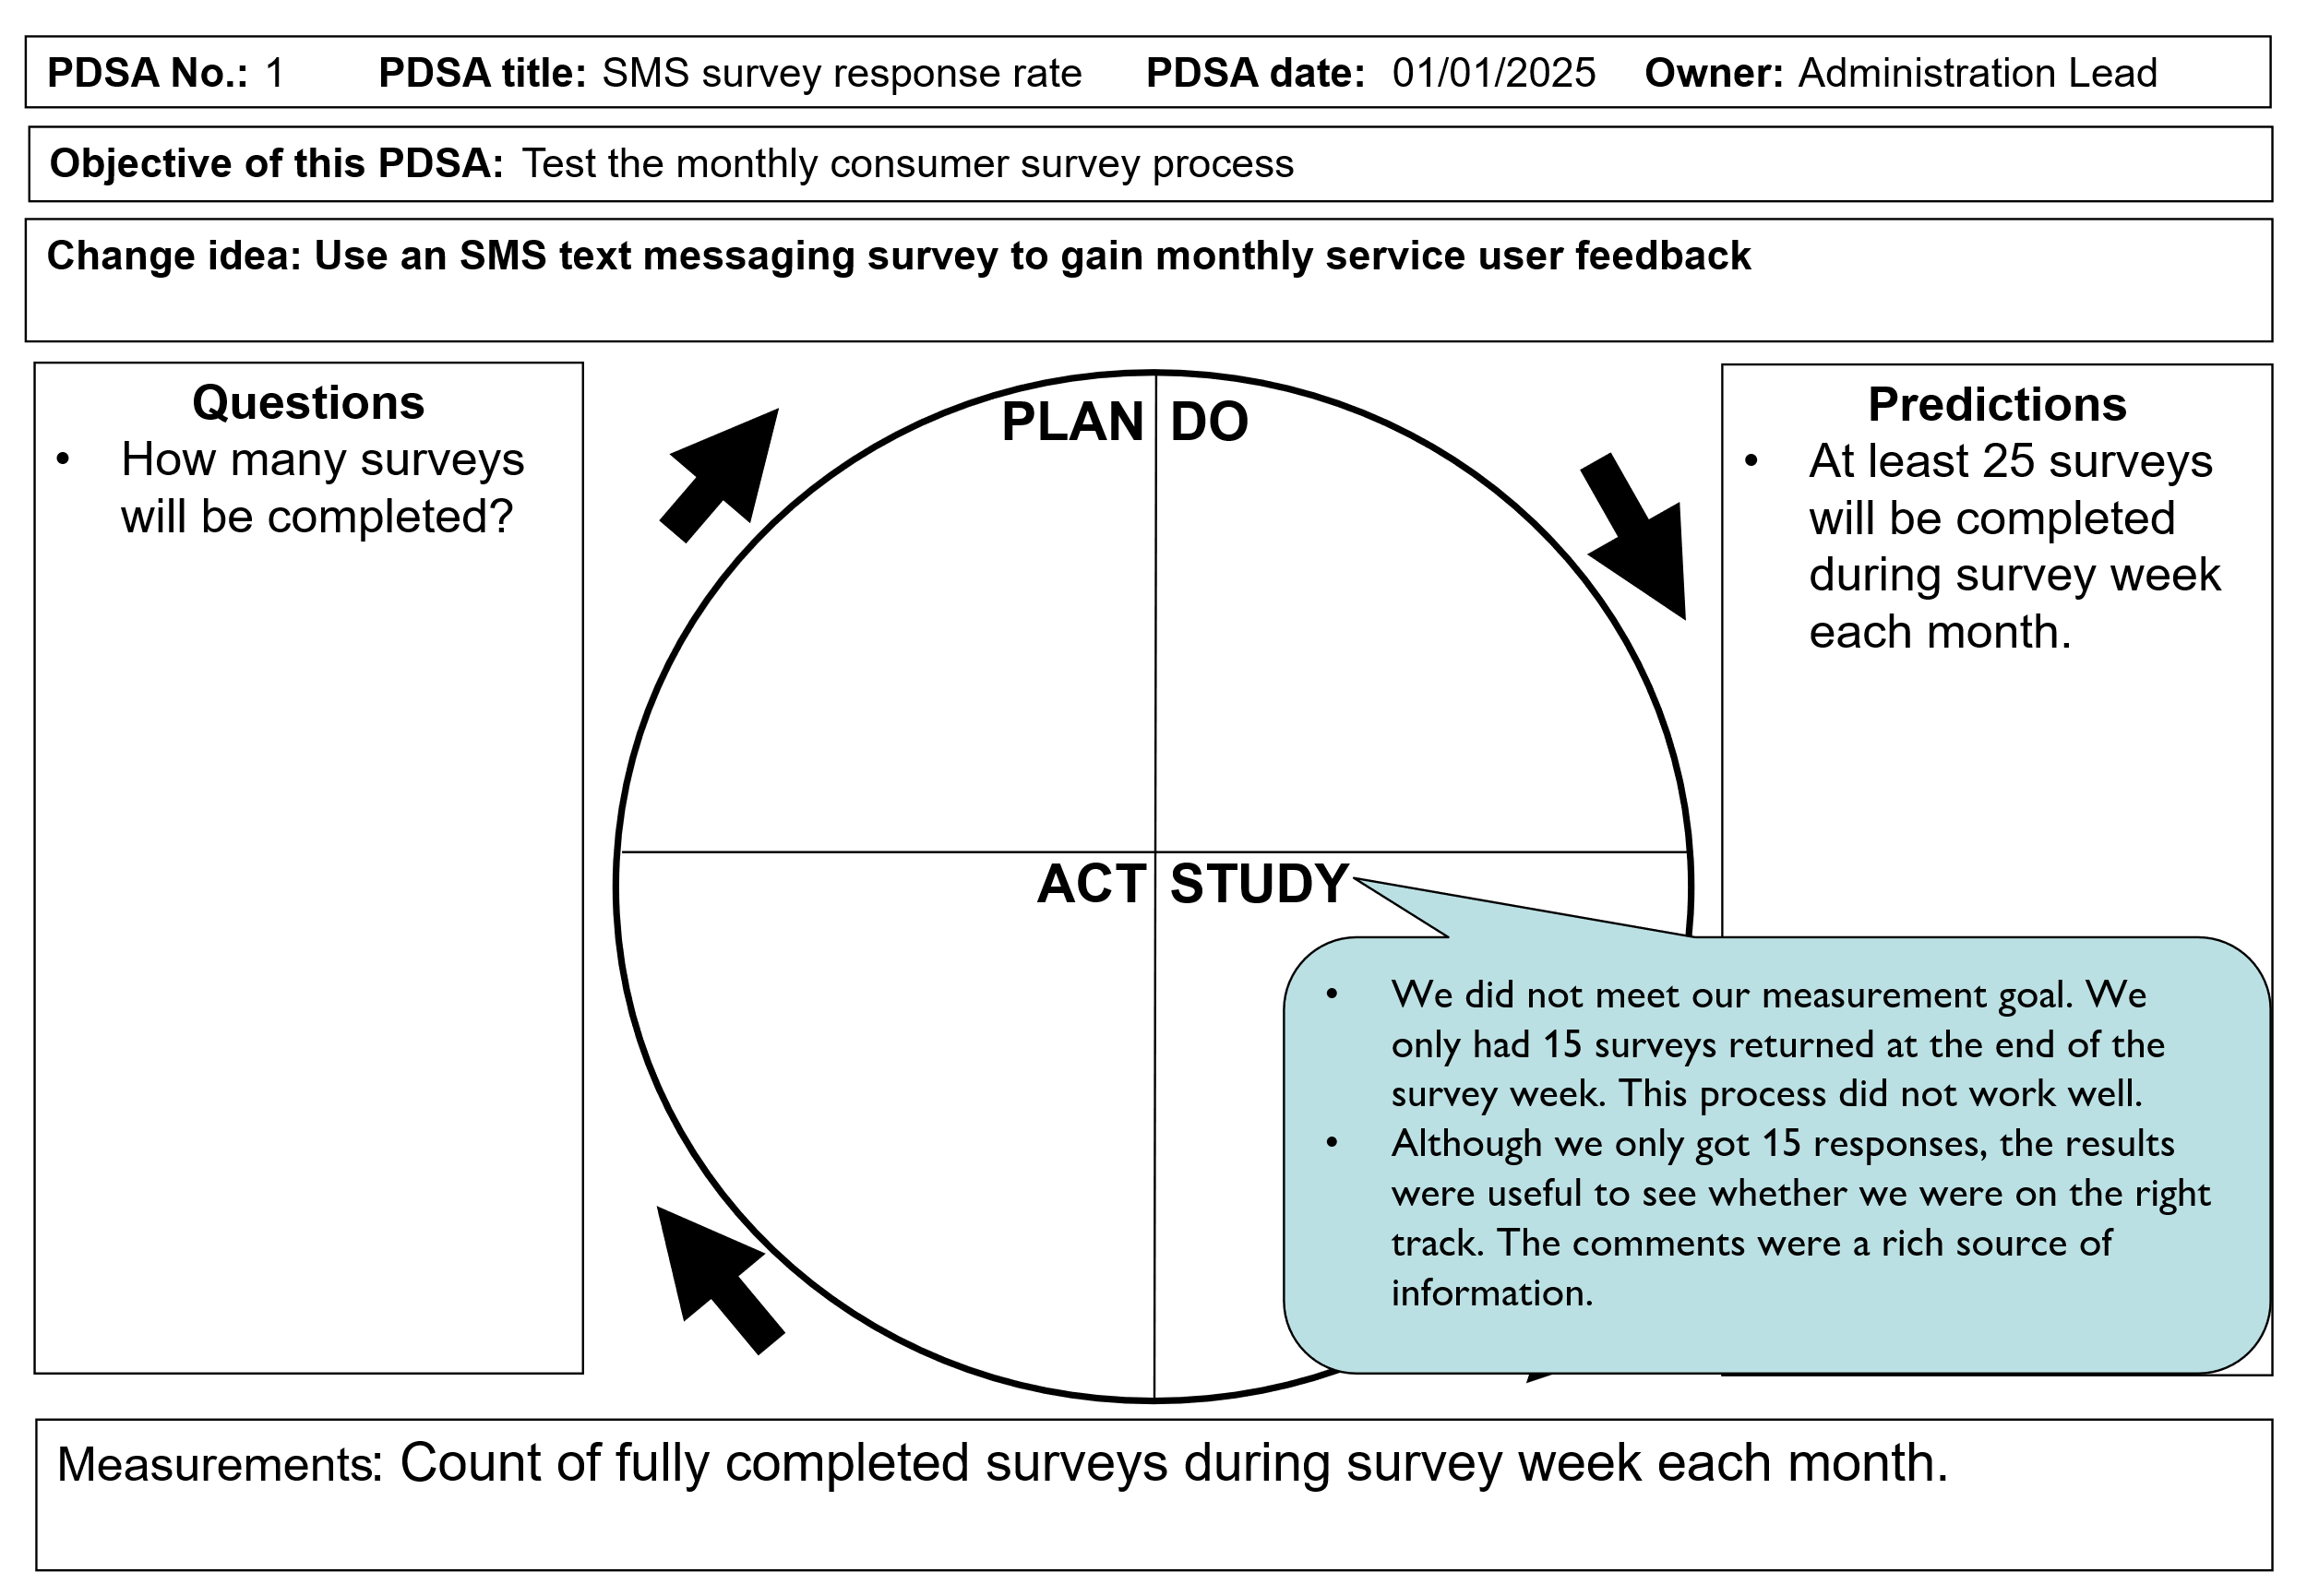 PDSA No.: 1 PDSA title: SMS survey response rate PDSA date: 01/01/2025 Owner: Administration Lead
Objective of this PDSA: Test the monthly consumer survey process
Change idea: Use an SMS text messaging survey to gain monthly service user feedback
Questions
• How many surveys
will be completed?
PLAN
DO
Predictions
• At least 25 surveys
will be completed
during survey week
each month.
ACT
STUDY
• We did not meet our measurement goal. We
only had 15 surveys returned at the end of the
survey week. This process did not work well.
• Although we only got 15 responses, the results
were useful to see whether we were on the right
track. The comments were a rich source of
information.
Measurements: Count of fully completed surveys during survey week each month.